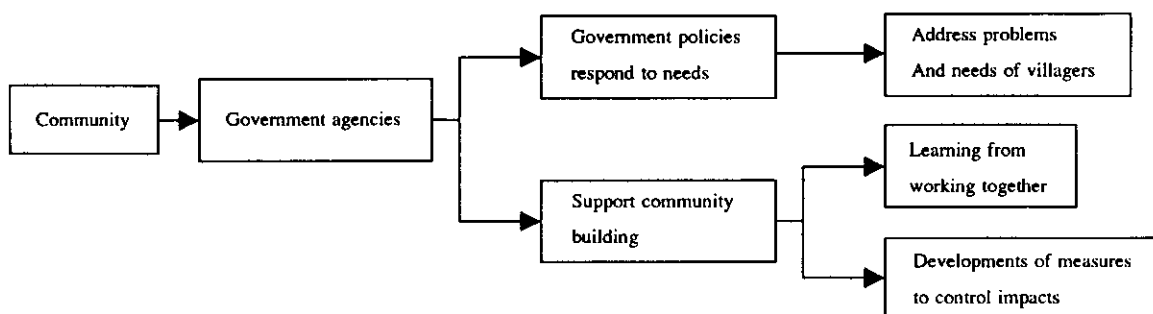 Community
Government agencies
Government policies
respond to needs
Address problems
And needs of villagers
Support community
building
Learning from
working together
Developments of measures
to control impacts